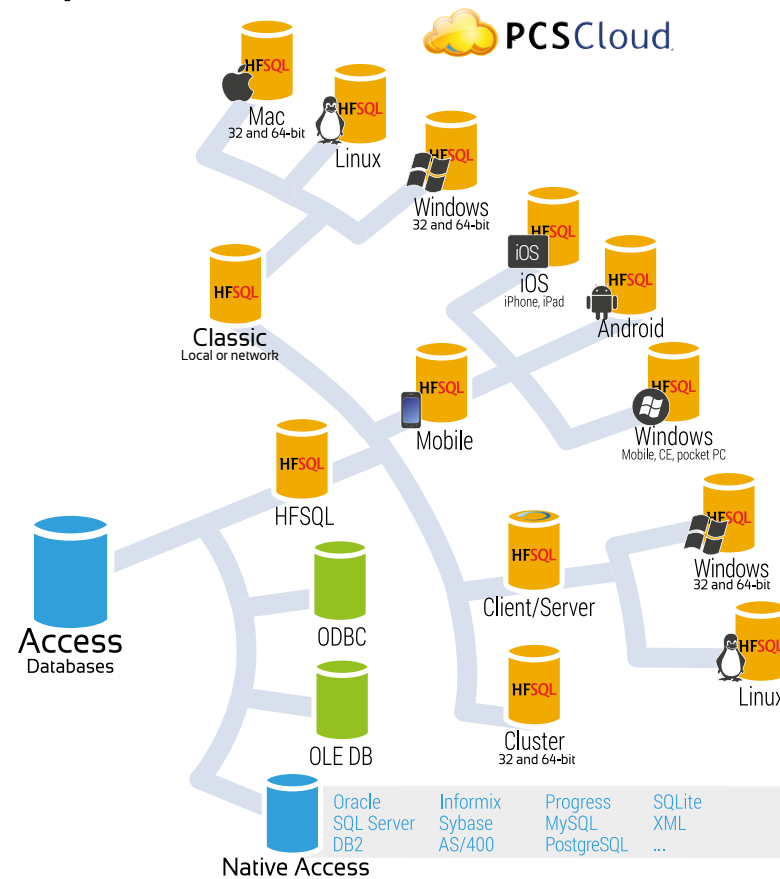 PCSCloud
HFSQL
Mac
32 and 64-bit
HFSQL
Linux
HFSQL
Windows
32 and 64-bit
HFSQL
iOS
iOS
iPhone, iPad
HFSQL
Android
HFSQL
Classic
Local or network
HFSQL
Mobile
HFSQL
Windows
Mobile, CE, pocket PC
HFSQL
HFSQL
HFSQL
Windows
32 and 64-bit
HFSQL
Client/Server
Access
Databases
ODBC
HFSQL
Linux
OLE DB
HFSQL
Cluster
32 and 64-bit
Oracle Informix Progress SQLite
SQL Server Sybase MySQL XML
DB2 AS/400 PostgreSQL ...
Native Access